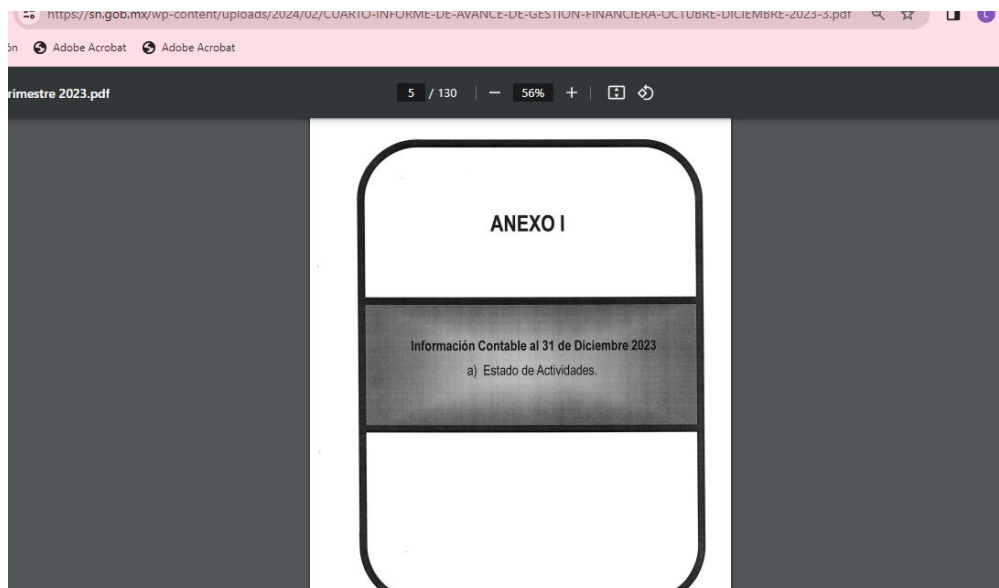 https://sn.gob.mx/wp-content/uploads/2024/02/CUARTO-INFORME-DE-AVANCE-DE-GESTION-FINANCIERA-OCTUBRE-DICIEMBRE-2023-3.pdf
ón Adobe Acrobat Adobe Acrobat
rimestre 2023.pdf 5 / 130 56%
ANEXO I
Información Contable al 31 de Diciembre 2023
a) Estado de Actividades.